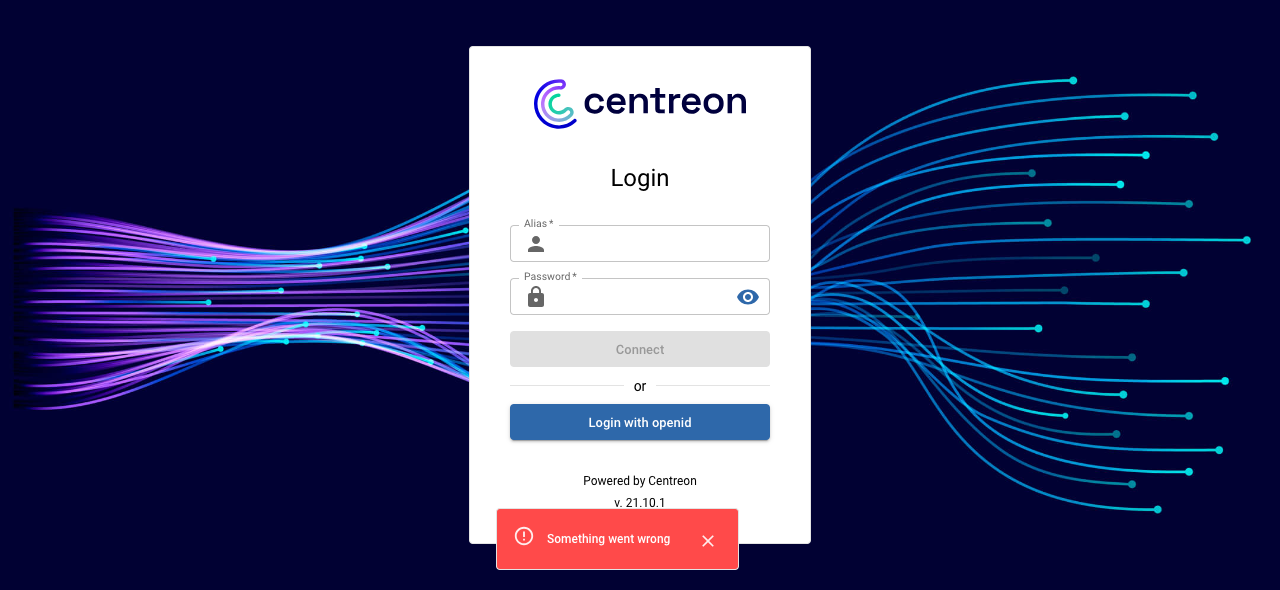 centreon
Login
Alias *
Password *
Connect
or
Login with openid
Powered by Centreon
v. 21.10.1
Something went wrong